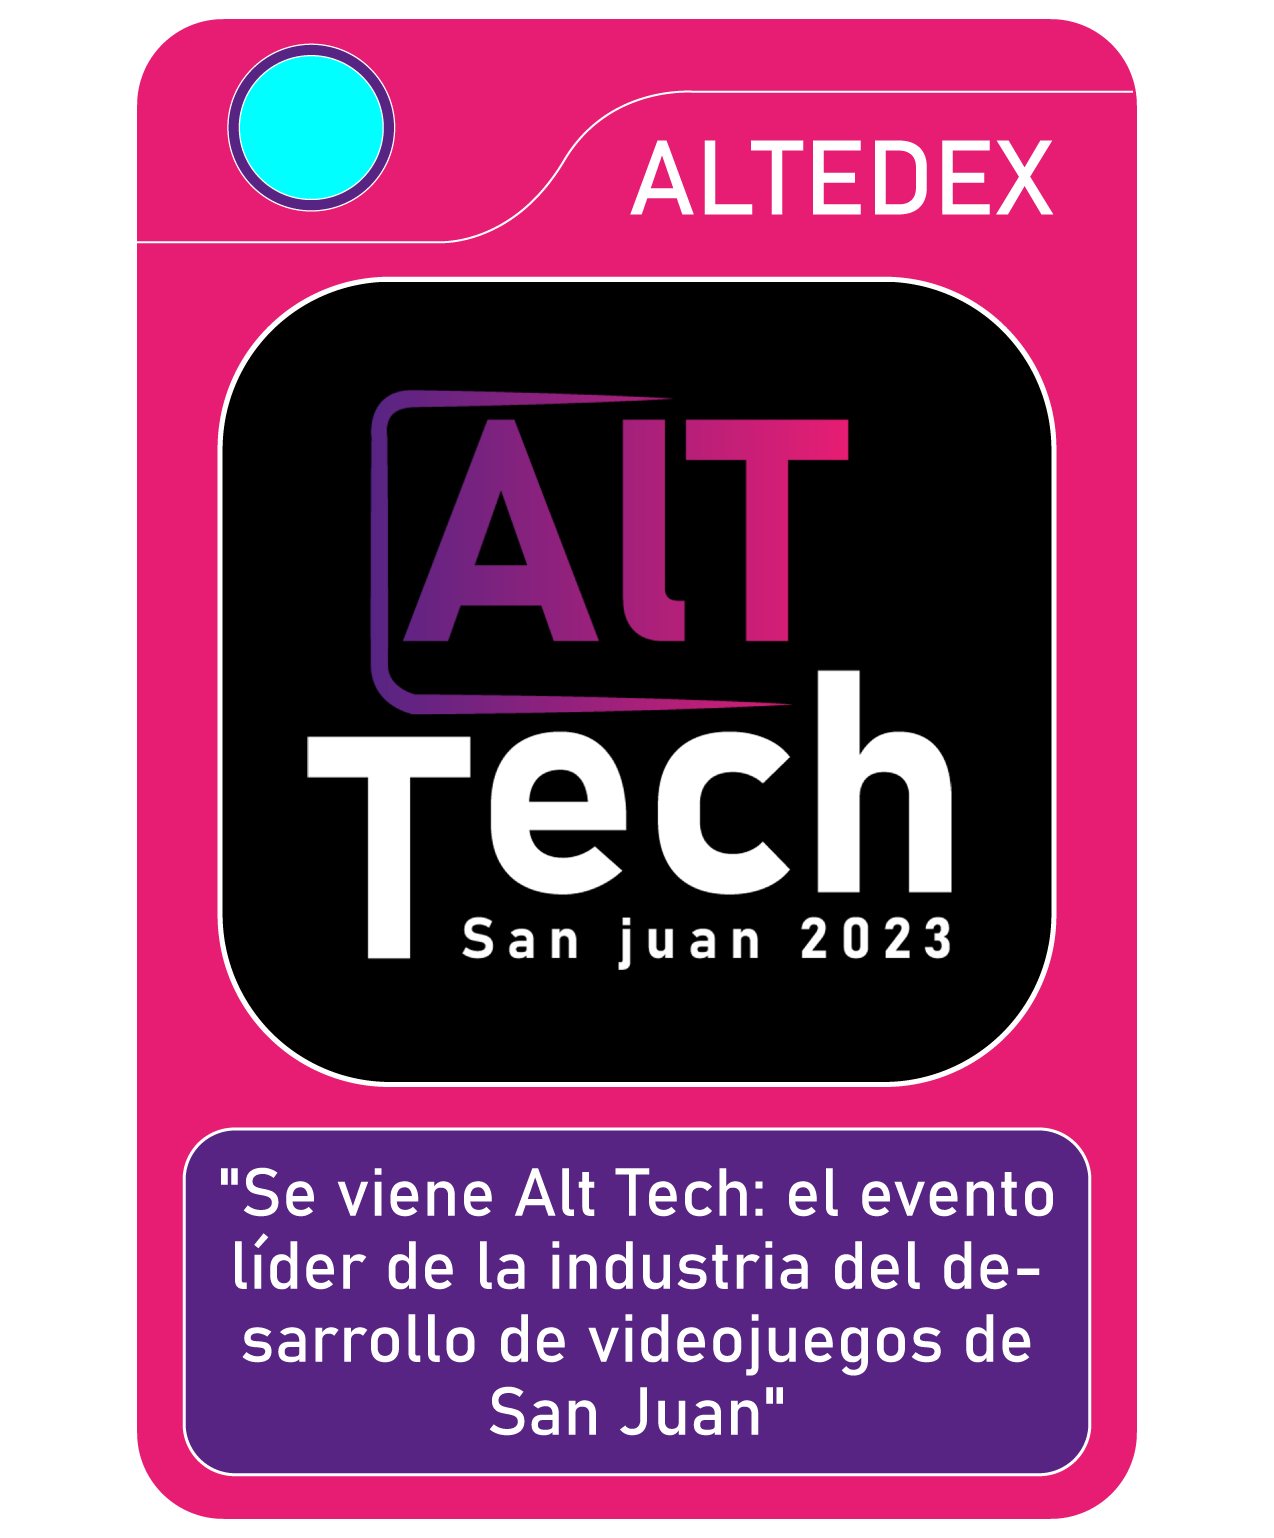 ALTEDEX
AlT
Tech
San juan 2023
"Se viene Alt Tech: el evento
líder de la industria del de-
sarrollo de videojuegos de
San Juan"